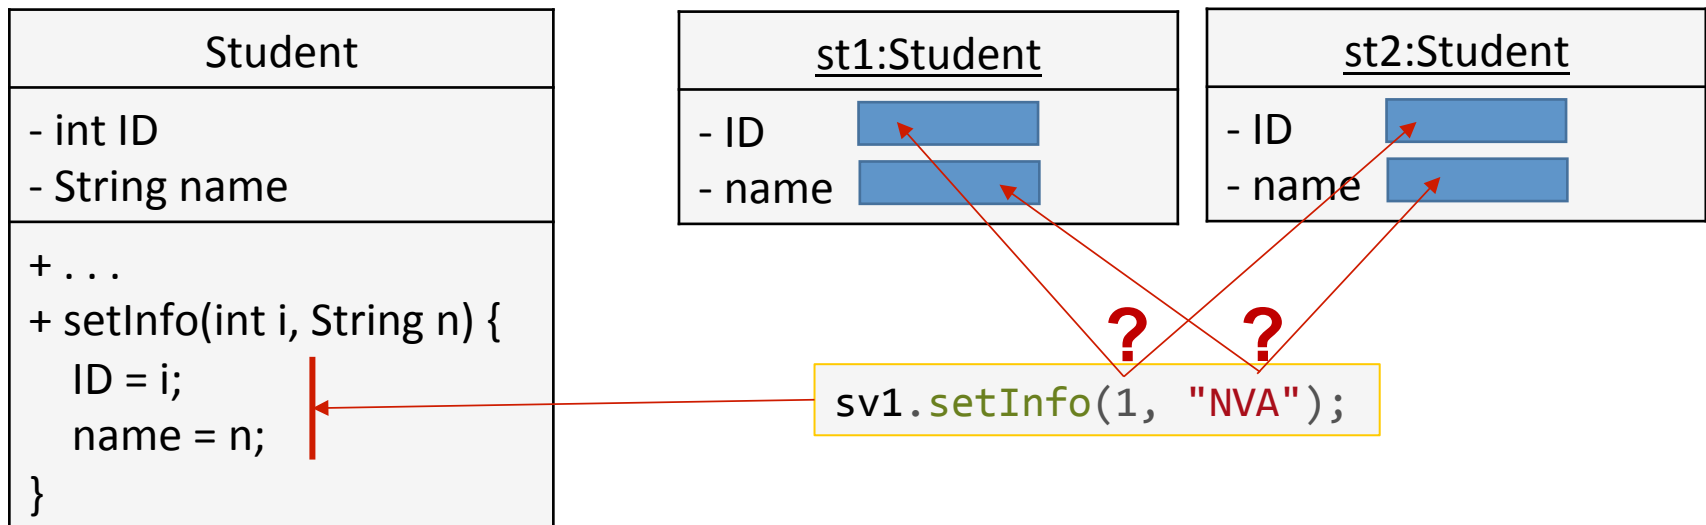 Student
- int ID
- String name
+ . . .
+ setInfo(int i, String n) {
ID = i;
name = n;
}
st1:Student
- ID
- name
st2:Student
- ID
- name
? ?
sv1.setInfo(1, "NVA");